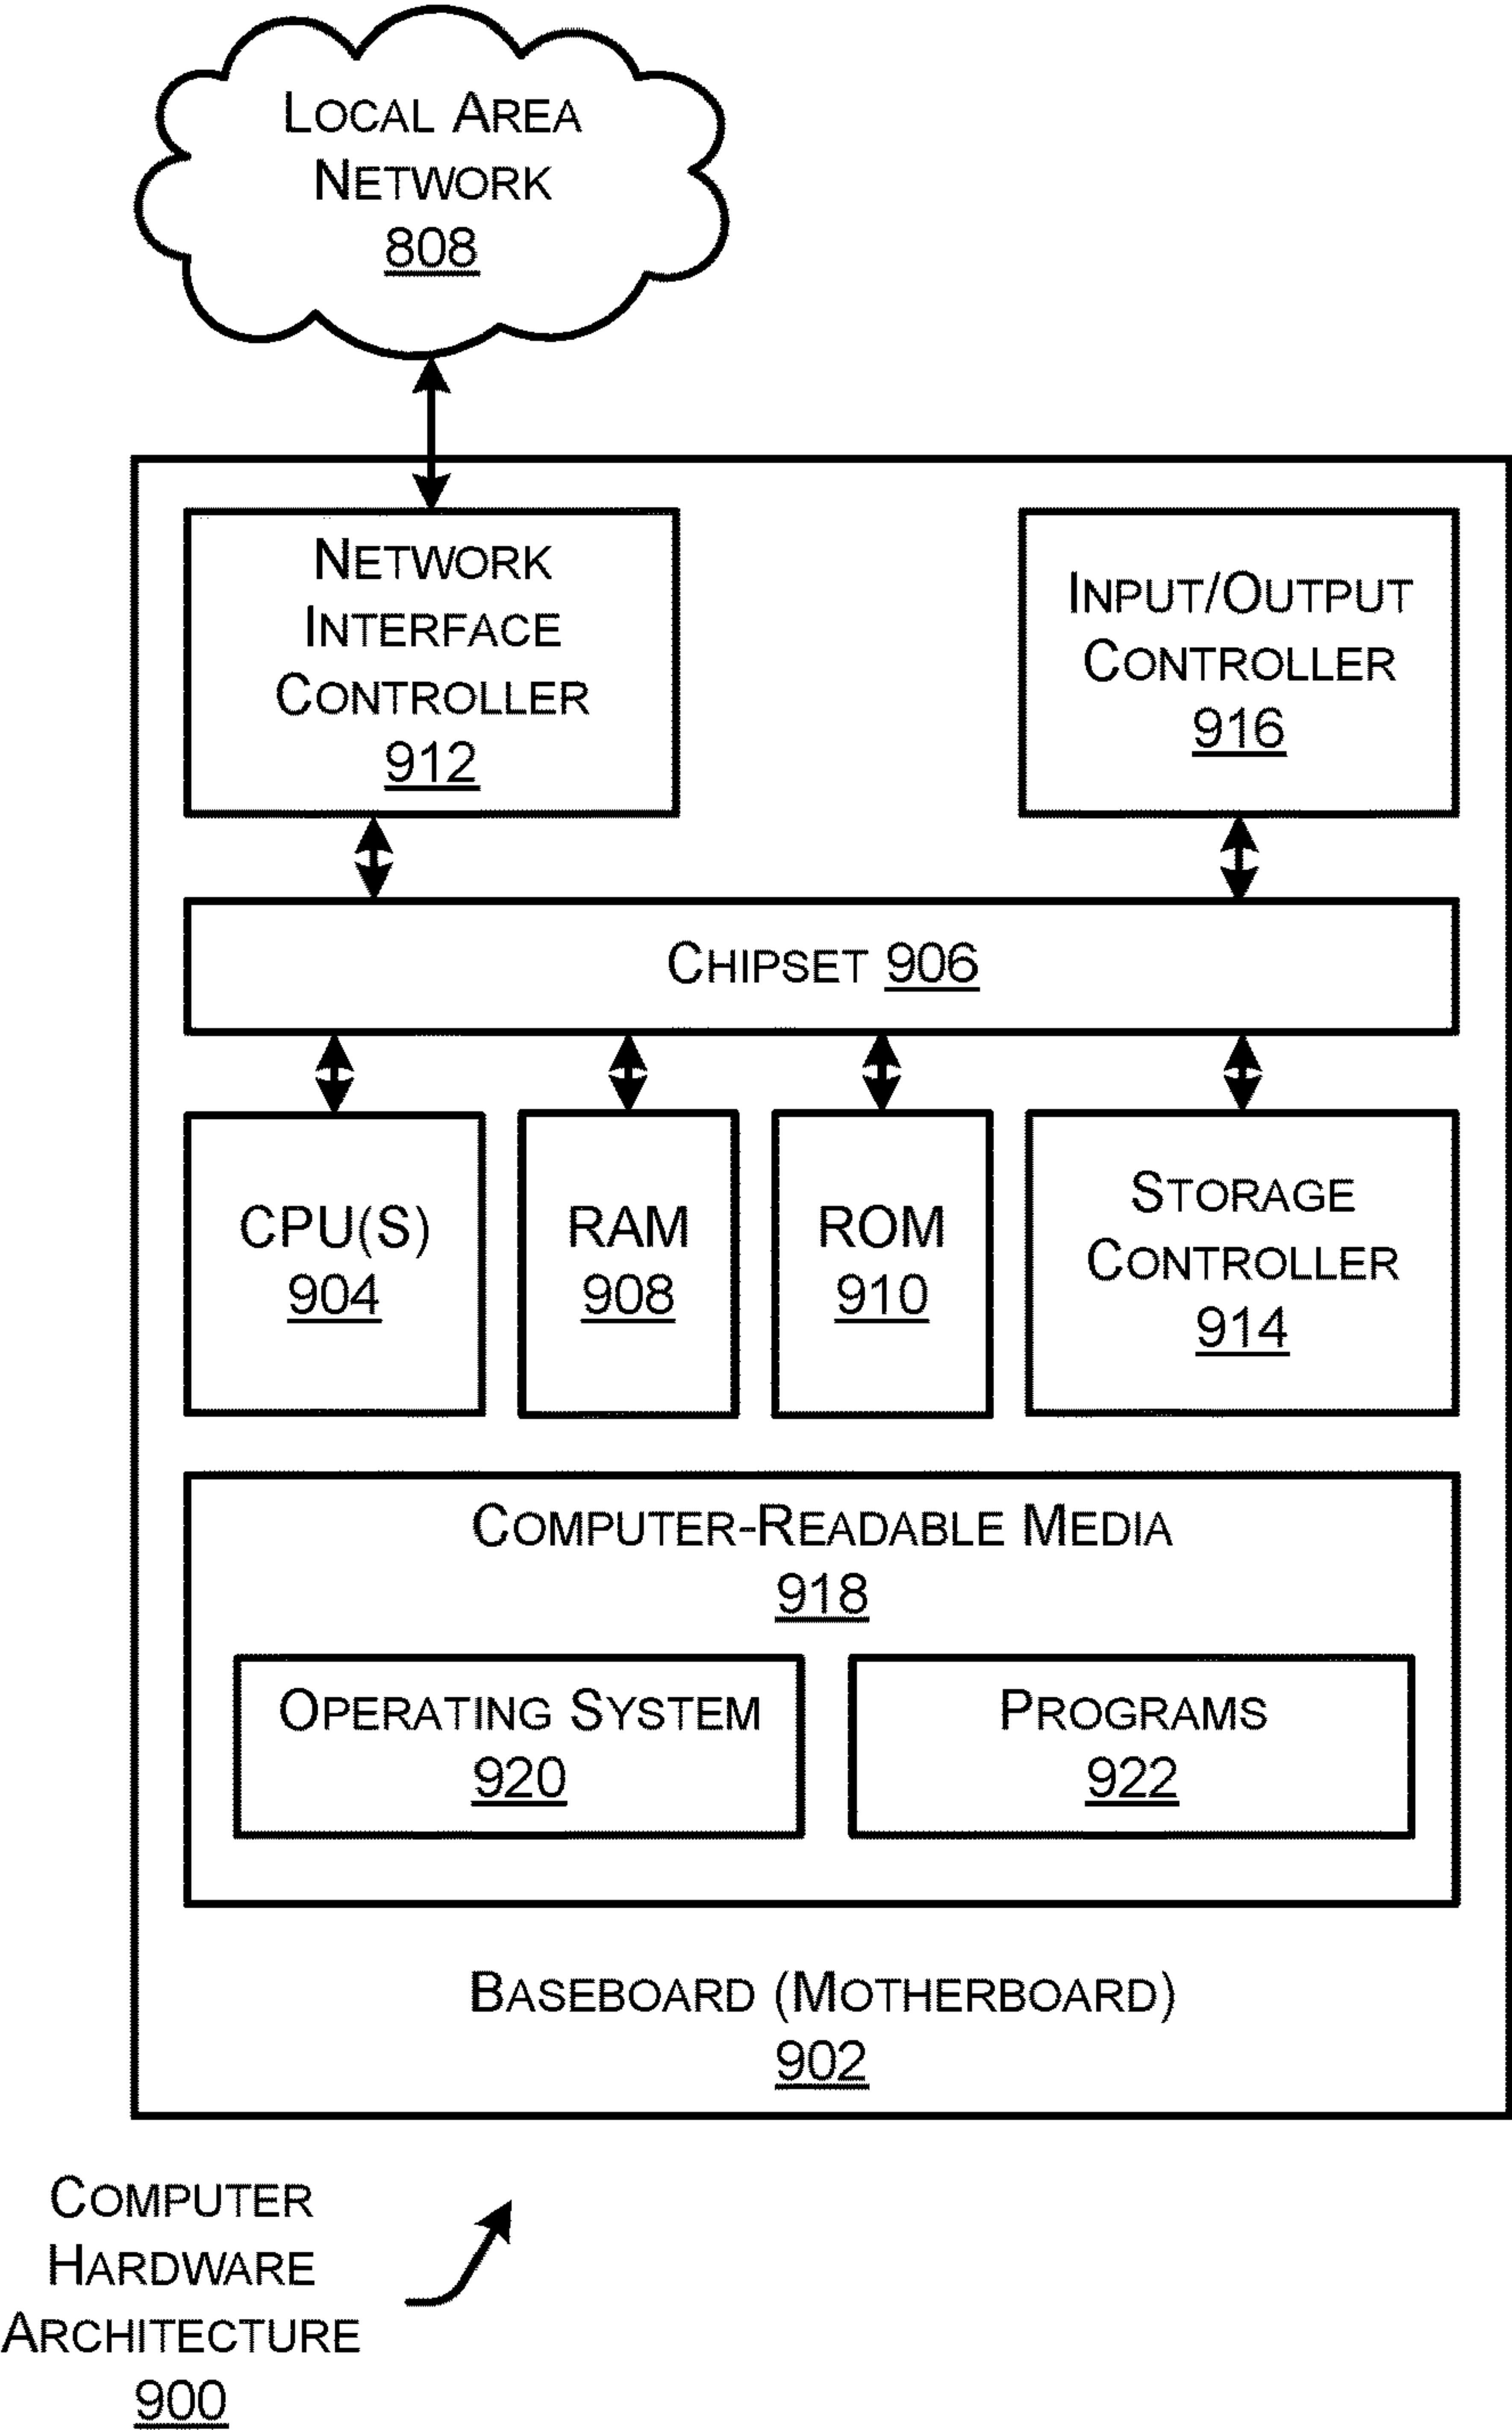 LOCAL AREA
NETWORK
808
NETWORK
INTERFACE
CONTROLLER
912
INPUT/OUTPUT
CONTROLLER
916
CHIPSET 906
CPU(S)
904
RAM
908
ROM
910
STORAGE
CONTROLLER
914
COMPUTER-READABLE MEDIA
918
OPERATING SYSTEM
920
PROGRAMS
922
BASEBOARD (MOTHERBOARD)
902
COMPUTER
HARDWARE
ARCHITECTURE
900